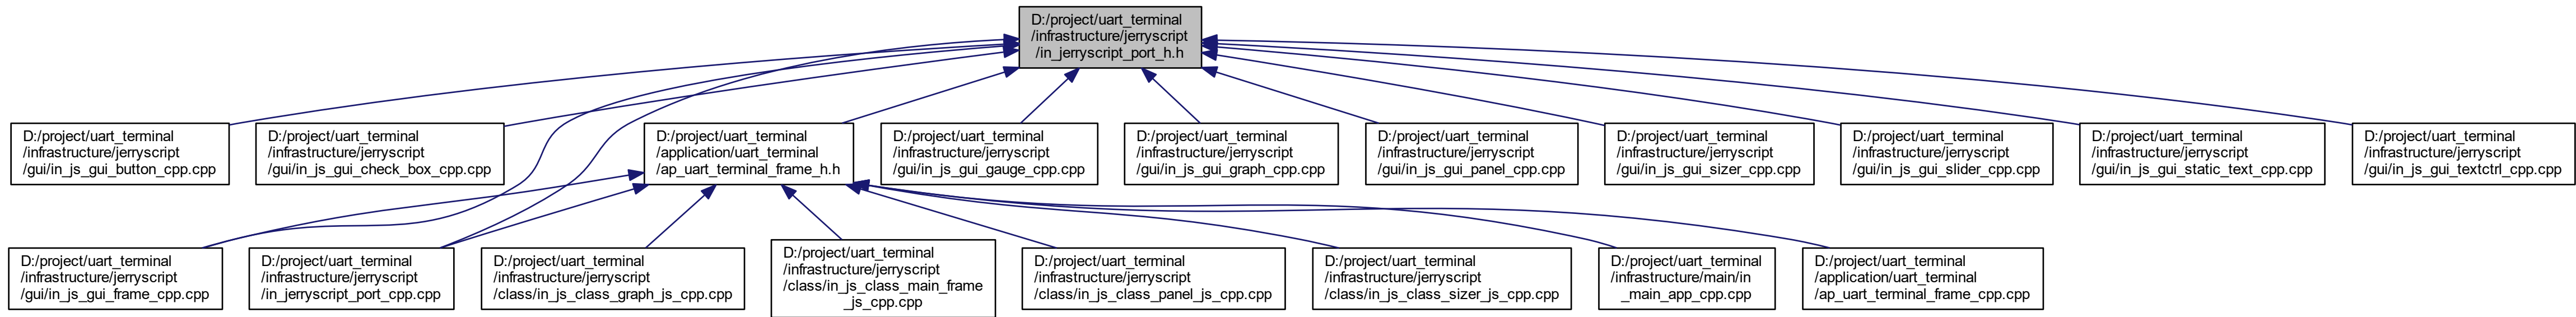 D:/project/uart_terminal
/infrastructure/jerryscript
/in_jerryscript_port_h.h
D:/project/uart_terminal
/infrastructure/jerryscript
/gui/in_js_gui_button_cpp.cpp
D:/project/uart_terminal
/infrastructure/jerryscript
/gui/in_js_gui_check_box_cpp.cpp
D:/project/uart_terminal
/application/uart_terminal
/ap_uart_terminal_frame_h.h
D:/project/uart_terminal
/infrastructure/jerryscript
/gui/in_js_gui_gauge_cpp.cpp
D:/project/uart_terminal
/infrastructure/jerryscript
/gui/in_js_gui_graph_cpp.cpp
D:/project/uart_terminal
/infrastructure/jerryscript
/gui/in_js_gui_panel_cpp.cpp
D:/project/uart_terminal
/infrastructure/jerryscript
/gui/in_js_gui_sizer_cpp.cpp
D:/project/uart_terminal
/infrastructure/jerryscript
/gui/in_js_gui_slider_cpp.cpp
D:/project/uart_terminal
/infrastructure/jerryscript
/gui/in_js_gui_static_text_cpp.cpp
D:/project/uart_terminal
/infrastructure/jerryscript
/gui/in_js_gui_textctrl_cpp.cpp
D:/project/uart_terminal
/infrastructure/jerryscript
/gui/in_js_gui_frame_cpp.cpp
D:/project/uart_terminal
/infrastructure/jerryscript
/in_jerryscript_port_cpp.cpp
D:/project/uart_terminal
/infrastructure/jerryscript
/class/in_js_class_graph_js_cpp.cpp
D:/project/uart_terminal
/infrastructure/jerryscript
/class/in_js_class_main_frame
_js_cpp.cpp
D:/project/uart_terminal
/infrastructure/jerryscript
/class/in_js_class_panel_js_cpp.cpp
D:/project/uart_terminal
/infrastructure/jerryscript
/class/in_js_class_sizer_js_cpp.cpp
D:/project/uart_terminal
/infrastructure/main/in
_main_app_cpp.cpp
D:/project/uart_terminal
/application/uart_terminal
/ap_uart_terminal_frame_cpp.cpp